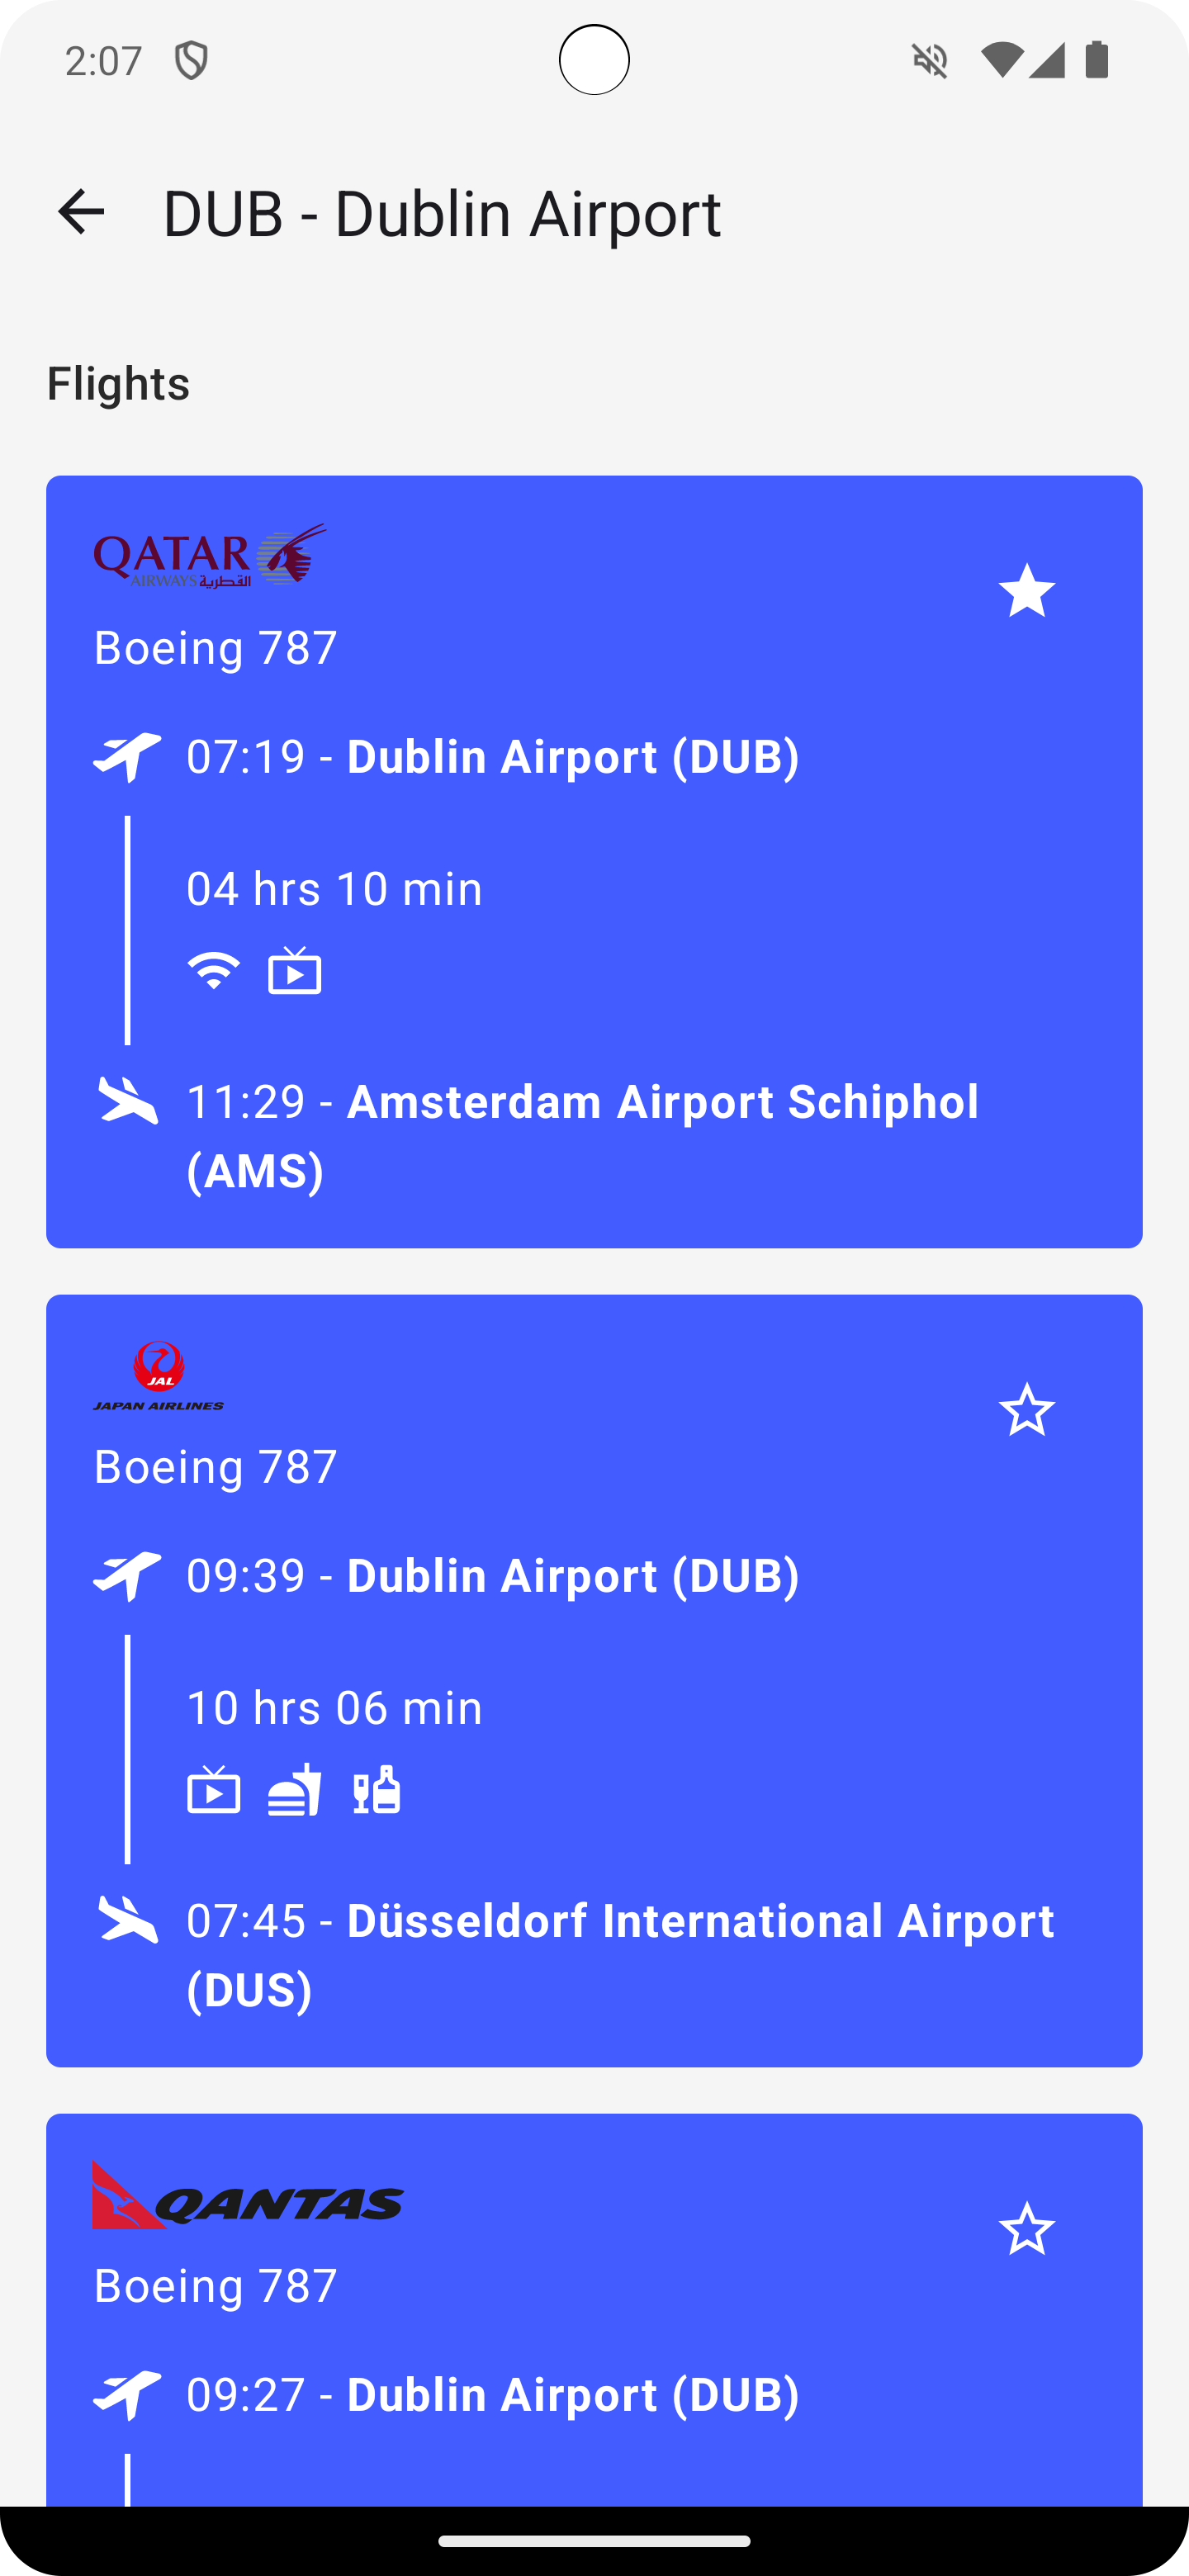 2:07
DUB - Dublin Airport
Flights
QATAR
AIRWAYS القطرية
Boeing 787
07:19 - Dublin Airport (DUB)
04 hrs 10 min
11:29 - Amsterdam Airport Schiphol
(AMS)
JAL
JAPAN AIRLINES
Boeing 787
09:39 - Dublin Airport (DUB)
10 hrs 06 min
07:45 - Düsseldorf International Airport
(DUS)
QANTAS
Boeing 787
09:27 - Dublin Airport (DUB)